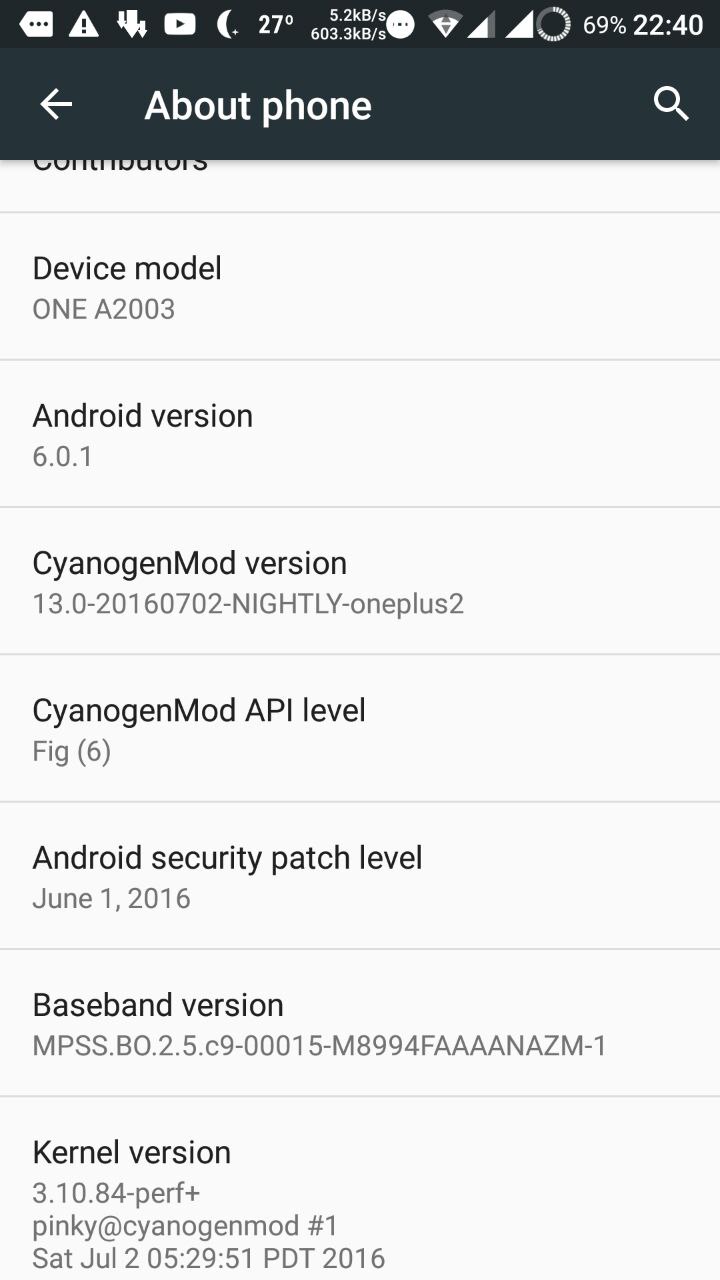 27° 5.2kB/s 603.3kB/s 69% 22:40
About phone
Contributors
Device model
ONE A2003
Android version
6.0.1
CyanogenMod version
13.0-20160702-NIGHTLY-oneplus2
CyanogenMod API level
Fig (6)
Android security patch level
June 1, 2016
Baseband version
MPSS.BO.2.5.c9-00015-M8994FAAAANAZM-1
Kernel version
3.10.84-perf+
pinky@cyanogenmod #1
Sat Jul 2 05:29:51 PDT 2016